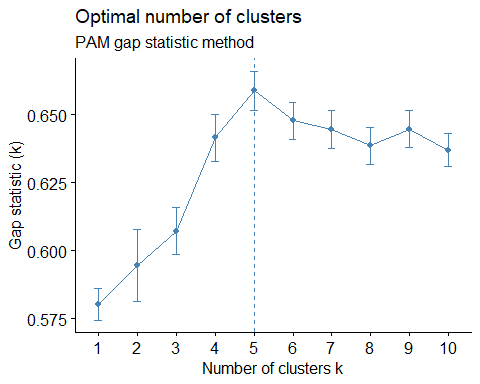 Optimal number of clusters
PAM gap statistic method
Gap statistic (k)
0.650
0.625
0.600
0.575
1 2 3 4 5 6 7 8 9 10
Number of clusters k